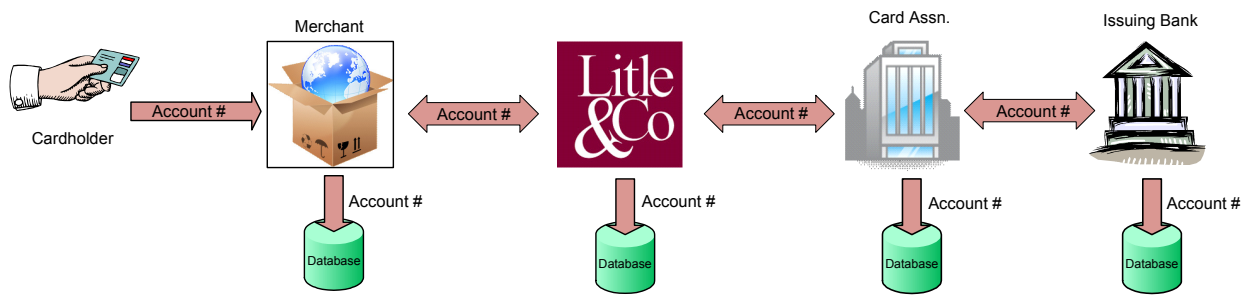 Merchant
Card Assn.
Issuing Bank
Cardholder
Account #
Litle
&Co
Account #
Account #
Account #
Account #
Account #
Account #
Account #
Database
Database
Database
Database